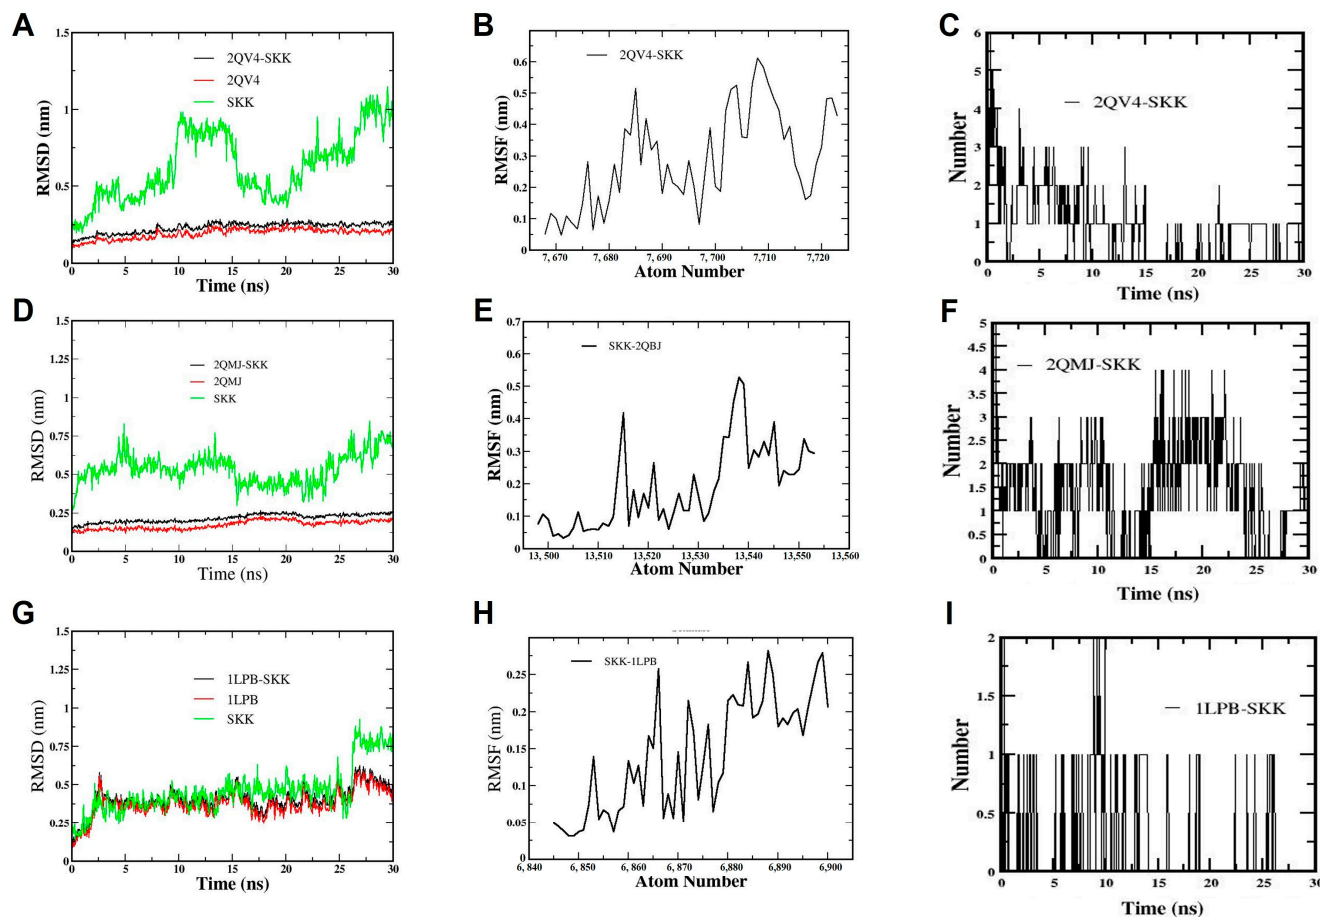 A
RMSD (nm)
1.5
1
0.5
0
2QV4-SKK
2QV4
SKK
0 5 10 15 20 25 30
Time (ns)
B
RMSF (nm)
0.6
0.5
0.4
0.3
0.2
0.1
0
2QV4-SKK
7,670 7,680 7,690 7,700 7,710 7,723
Atom Number
C
Number
6
5
4
3
2
1
0
2QV4-SKK
0 5 10 15 20 25 30
Time (ns)
D
RMSD (nm)
1.5
1.25
1
0.75
0.5
0.25
0
2QMJ-SKK
2QMJ
SKK
0 5 10 15 20 25 30
Time (ns)
E
RMSF (nm)
0.7
0.6
0.5
0.4
0.3
0.2
0.1
0
SKK-2QBJ
13,500 13,510 13,520 13,530 13,540 13,550 13,560
Atom Number
F
Number
5
4.5
4
3.5
3
2.5
2
1.5
1
0.5
0
2QMJ-SKK
0 5 10 15 20 25 30
Time (ns)
G
RMSD (nm)
1.5
1.25
1
0.75
0.5
0.25
0
1LPB-SKK
1LPB
SKK
0 5 10 15 20 25 30
Time (ns)
H
RMSF (nm)
0.25
0.2
0.15
0.1
0.05
0
SKK-1LPB
6,840 6,850 6,860 6,870 6,880 6,890 6,900
Atom Number
I
Number
2
1.5
1
0.5
0
1LPB-SKK
0 5 10 15 20 25 30
Time (ns)